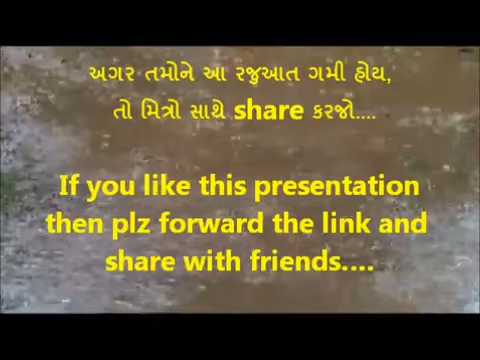 અગર તમોને આ રજુઆત ગમી હોય,
તો મિત્રો સાથે share કરજો....
If you like this presentation
then plz forward the link and
share with friends....